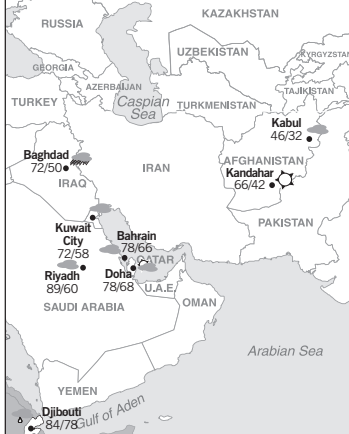 KAZAKHSTAN
RUSSIA
UZBEKISTAN
KYRGYZSTAN
GEORGIA
AZERBAIJAN
TAJIKISTAN
TURKEY
Caspian
Sea
TURKMENISTAN
Kabul
46/32
Baghdad
72/50
IRAQ
IRAN
AFGHANISTAN
Kandahar
66/42
PAKISTAN
Kuwait
City
72/58
Bahrain
78/66
QATAR
Doha
78/68
Riyadh
89/60
U.A.E.
SAUDI ARABIA
OMAN
Arabian Sea
YEMEN
Djibouti
84/78
Gulf of Aden